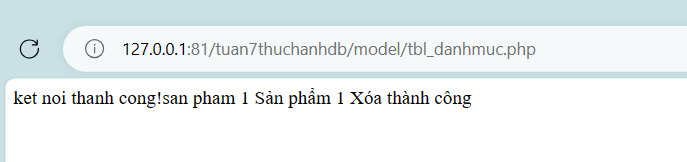 127.0.0.1:81/tuan7thuchanhdb/model/tbl_danhmuc.php
ket noi thanh cong!san pham 1 Sản phẩm 1 Xóa thành công